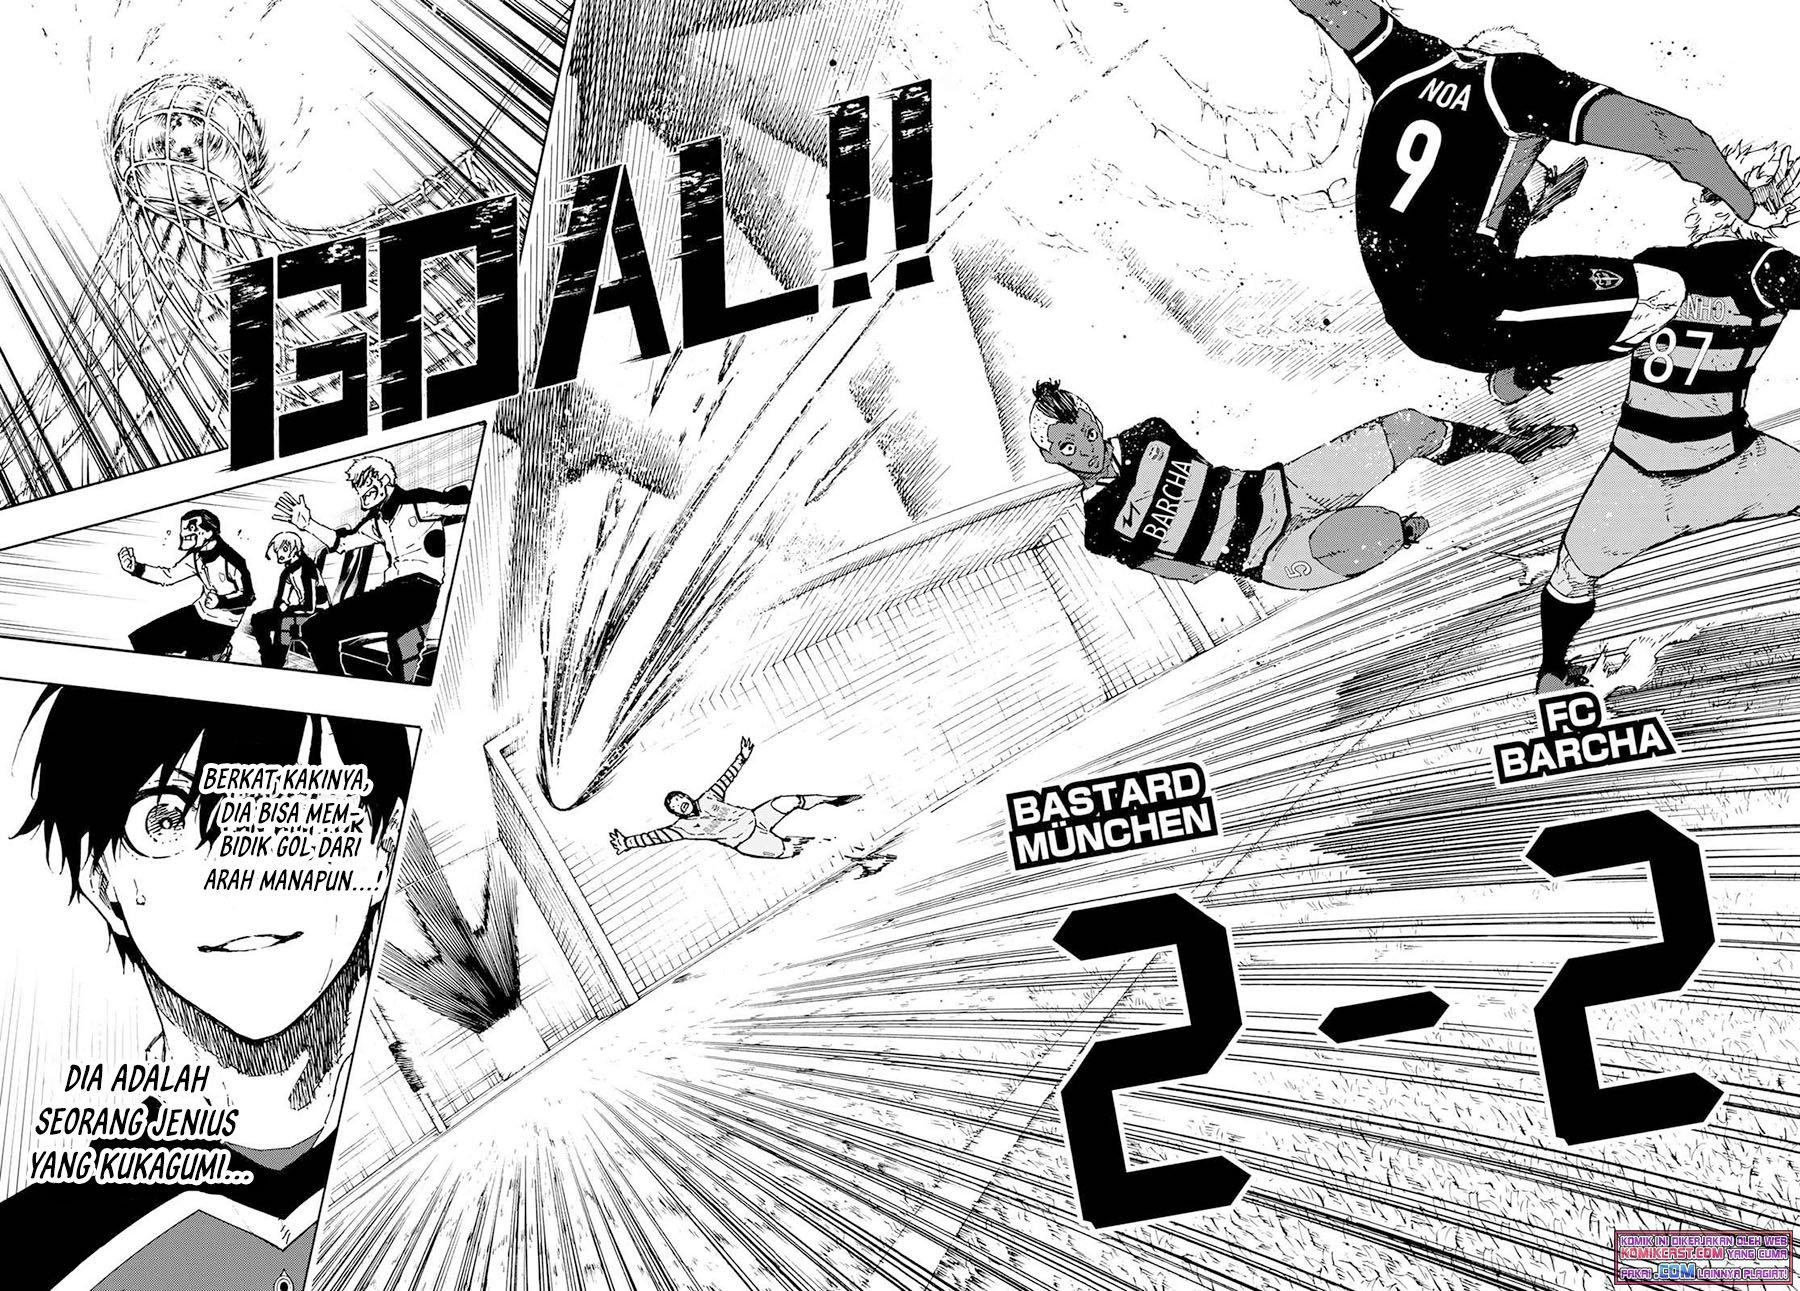 GOAL!!
NOA
9
87
BARCHA
5
FC
BARCHA
BASTARD
MÜNCHEN
2-2
BERKAT KAKINYA,
DIA BISA MEM-
BIDIK GOL DARI
ARAH MANAPUN...!
DIA ADALAH
SEORANG JENIUS
YANG KUKAGUMI...
KOMIK INI DIKERJAKAN OLEH WEB
KOMIKCAST.COM YANG CUMA
PAKAI .COM LAINNYA PLAGIAT!